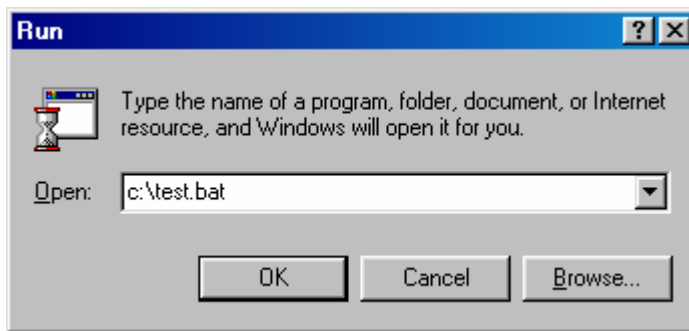 Run
Type the name of a program, folder, document, or Internet
resource, and Windows will open it for you.
Open: c:\test.bat
OK Cancel Browse...